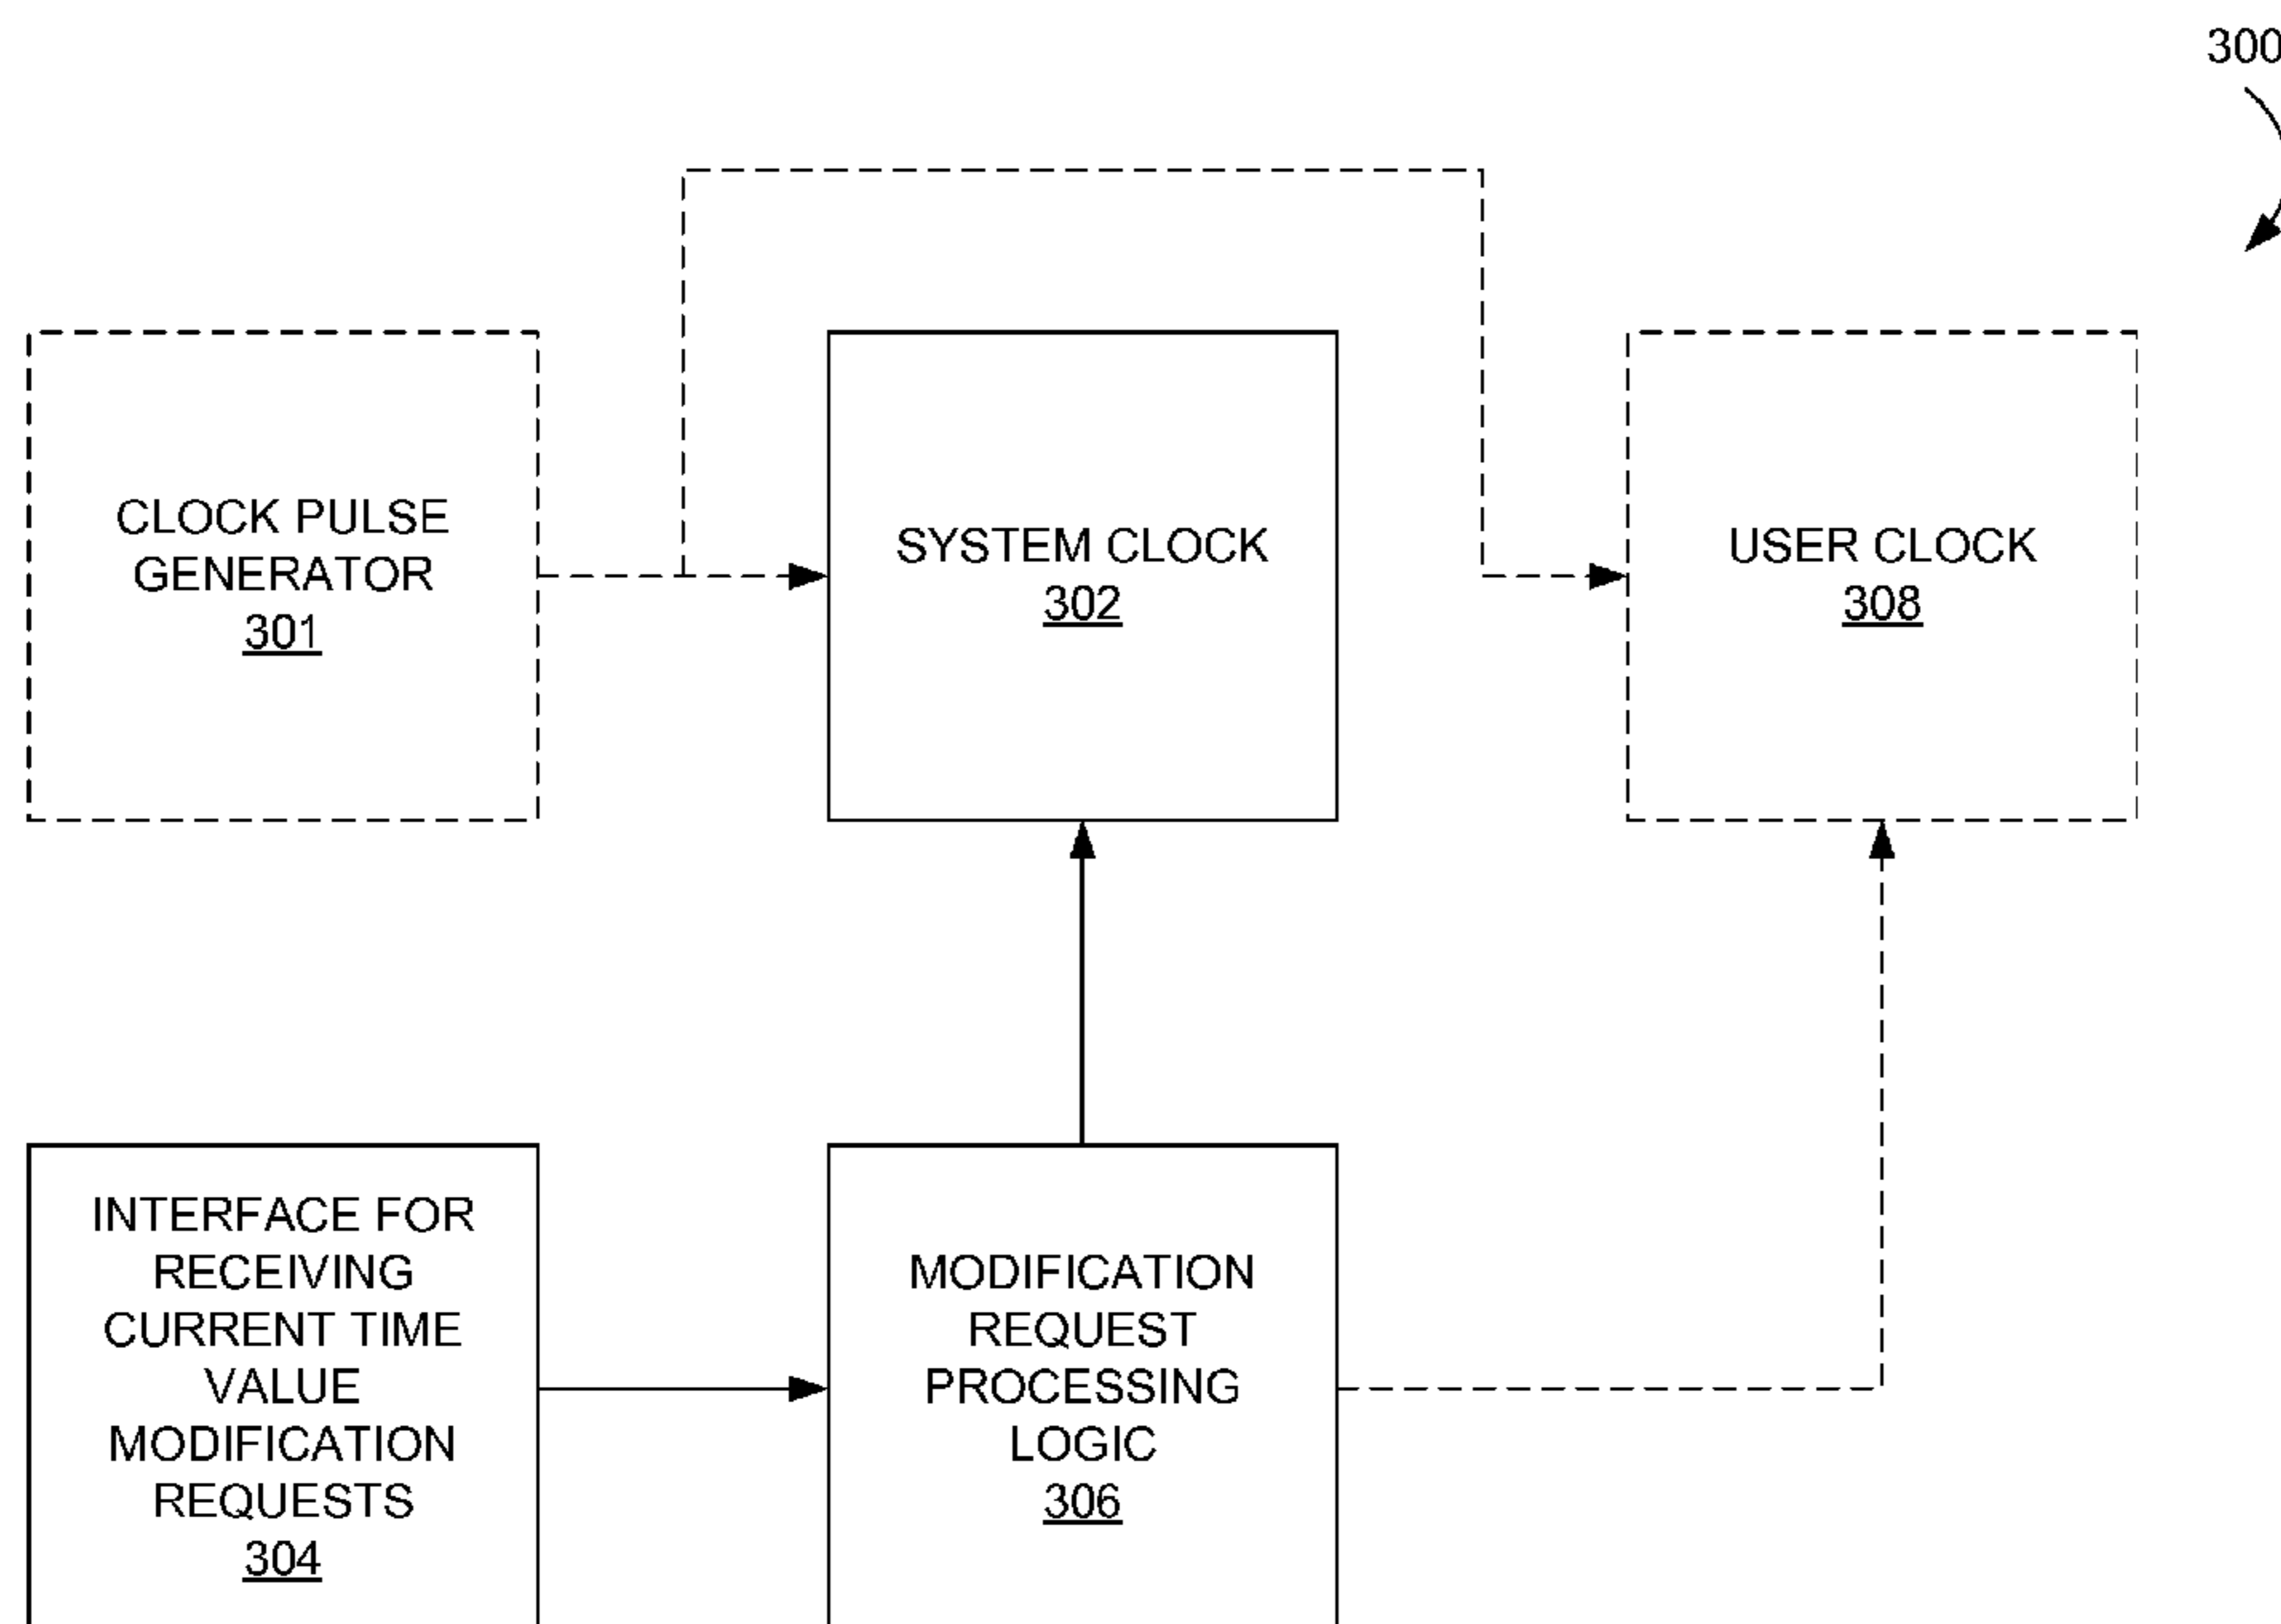 300
CLOCK PULSE
GENERATOR
301
SYSTEM CLOCK
302
USER CLOCK
308
INTERFACE FOR
RECEIVING
CURRENT TIME
VALUE
MODIFICATION
REQUESTS
304
MODIFICATION
REQUEST
PROCESSING
LOGIC
306